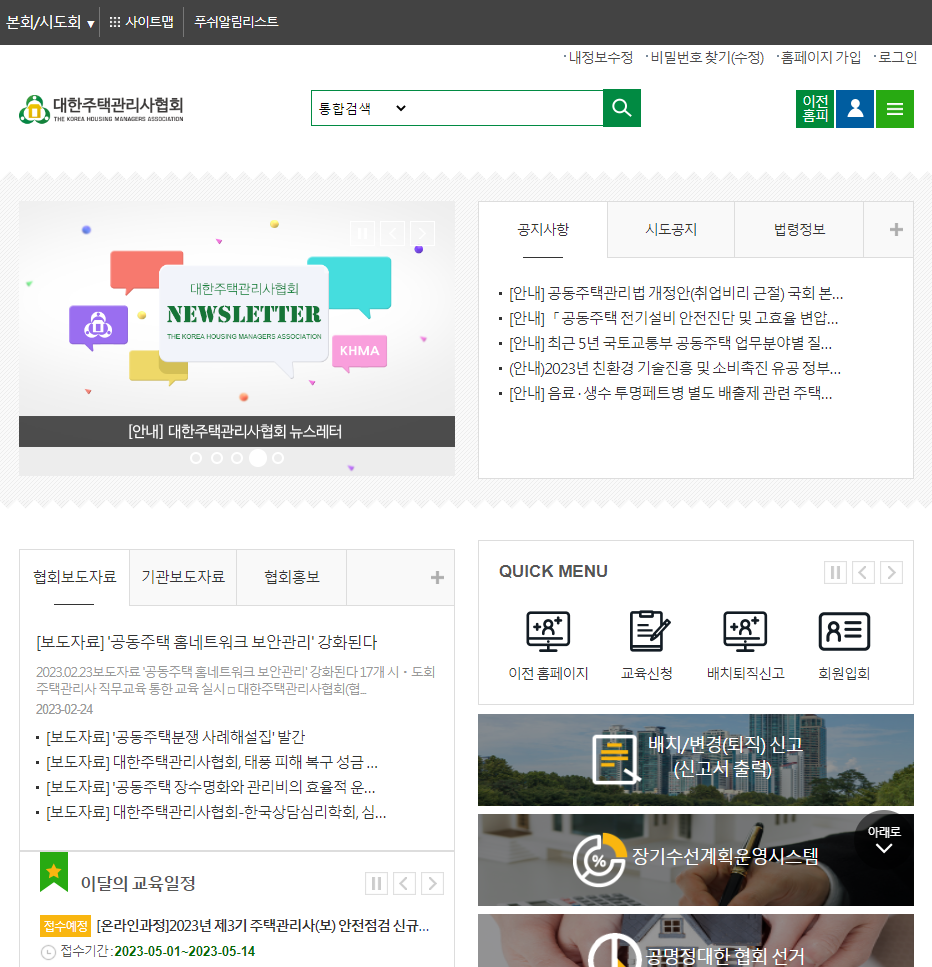 본회/시도회 ▼ 사이트맵 푸쉬알림리스트
·내정보수정 ·비밀번호 찾기(수정) ·홈페이지 가입 ·로그인
대한주택관리사협회
THE KOREA HOUSING MANAGERS ASSOCIATION
통합검색
이전
홈피
대한주택관리사협회
NEWSLETTER
THE KOREA HOUSING MANAGERS ASSOCIATION
KHMA
[안내] 대한주택관리사협회 뉴스레터
공지사항 시도공지 법령정보 +
[안내] 공동주택관리법 개정안(취업비리 근절) 국회 본...
[안내]「공동주택 전기설비 안전진단 및 고효율 변압...
[안내] 최근 5년 국토교통부 공동주택 업무분야별 질...
(안내)2023년 친환경 기술진흥 및 소비촉진 유공 정부...
[안내] 음료·생수 투명페트병 별도 배출제 관련 주택...
협회보도자료 기관보도자료 협회홍보 +
[보도자료] '공동주택 홈네트워크 보안관리' 강화된다
2023.02.23보도자료 '공동주택 홈네트워크 보안관리' 강화된다 17개 시・도회
주택관리사 직무교육 통한 교육 실시 □ 대한주택관리사협회(협...
2023-02-24
[보도자료] '공동주택분쟁 사례해설집' 발간
[보도자료] 대한주택관리사협회, 태풍 피해 복구 성금 ...
[보도자료] '공동주택 장수명화와 관리비의 효율적 운...
[보도자료] 대한주택관리사협회-한국상담심리학회, 심...
이달의 교육일정
접수예정 [온라인과정]2023년 제3기 주택관리사(보) 안전점검 신규...
접수기간 : 2023-05-01~2023-05-14
QUICK MENU
이전 홈페이지 교육신청 배치퇴직신고 회원입회
배치/변경(퇴직) 신고
(신고서 출력)
아래로
% 장기수선계획운영시스템
공명정대한 협회 선거